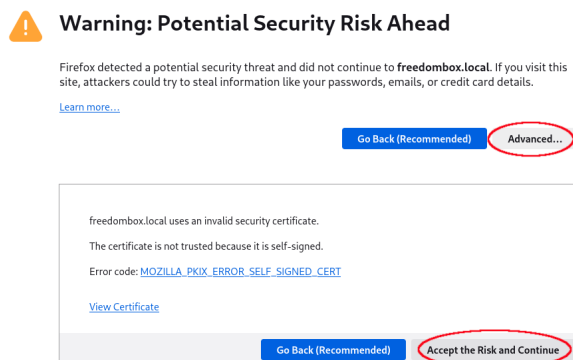 Warning: Potential Security Risk Ahead
Firefox detected a potential security threat and did not continue to freedombox.local. If you visit this
site, attackers could try to steal information like your passwords, emails, or credit card details.
Learn more...
Go Back (Recommended) Advanced...
freedombox.local uses an invalid security certificate.
The certificate is not trusted because it is self-signed.
Error code: MOZILLA_PKIX_ERROR_SELF_SIGNED_CERT
View Certificate
Go Back (Recommended) Accept the Risk and Continue